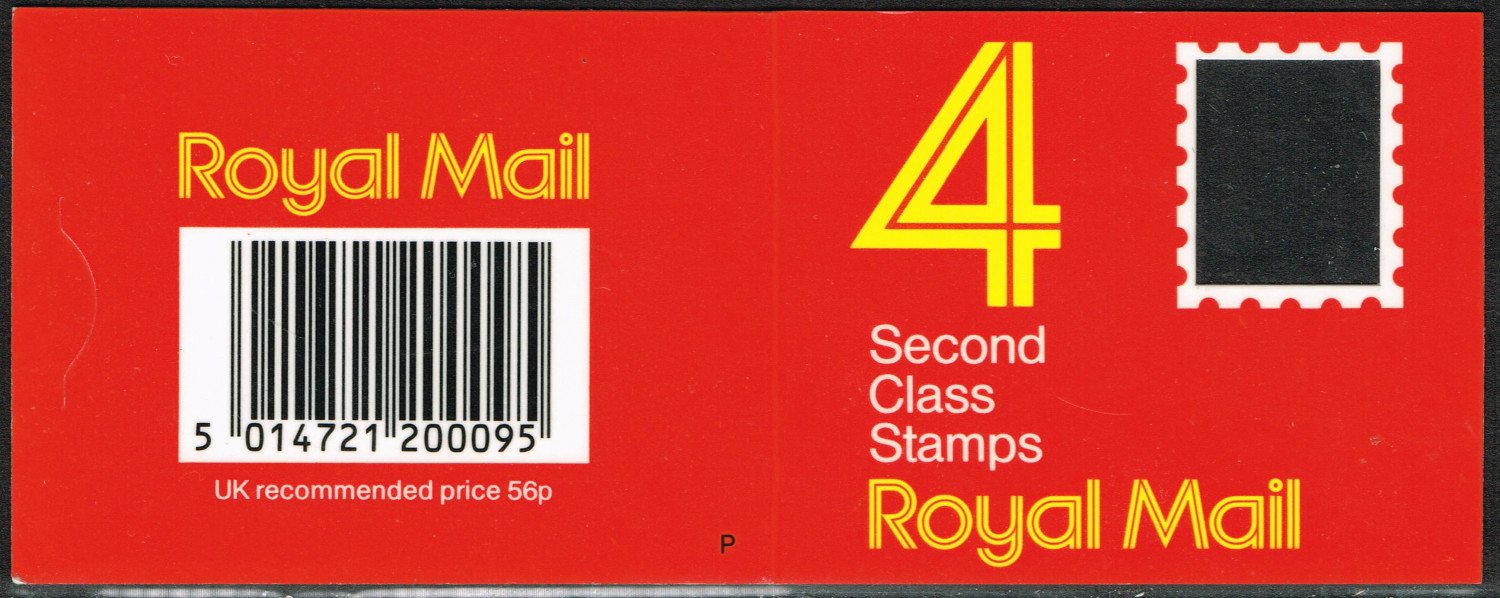 Royal Mail
5 014721 200095
UK recommended price 56p
P
4
Second
Class
Stamps
Royal Mail